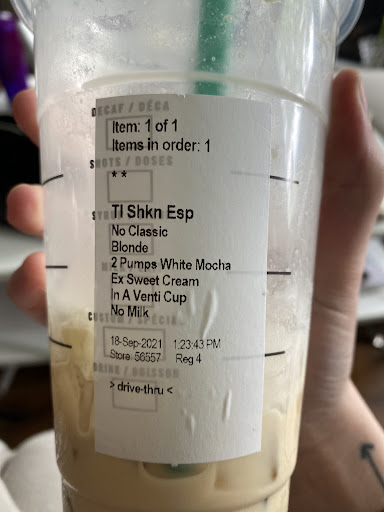 DECAF / DÉCA
Item: 1 of 1
Items in order: 1
SHOTS / DOSES
**
Tl Shkn Esp
No Classic
Blonde
2 Pumps White Mocha
Ex Sweet Cream
In A Venti Cup
No Milk
18-Sep-2021 1:23:43 PM
Store 56557 Reg 4
DRINK / BOISSON
> drive-thru <